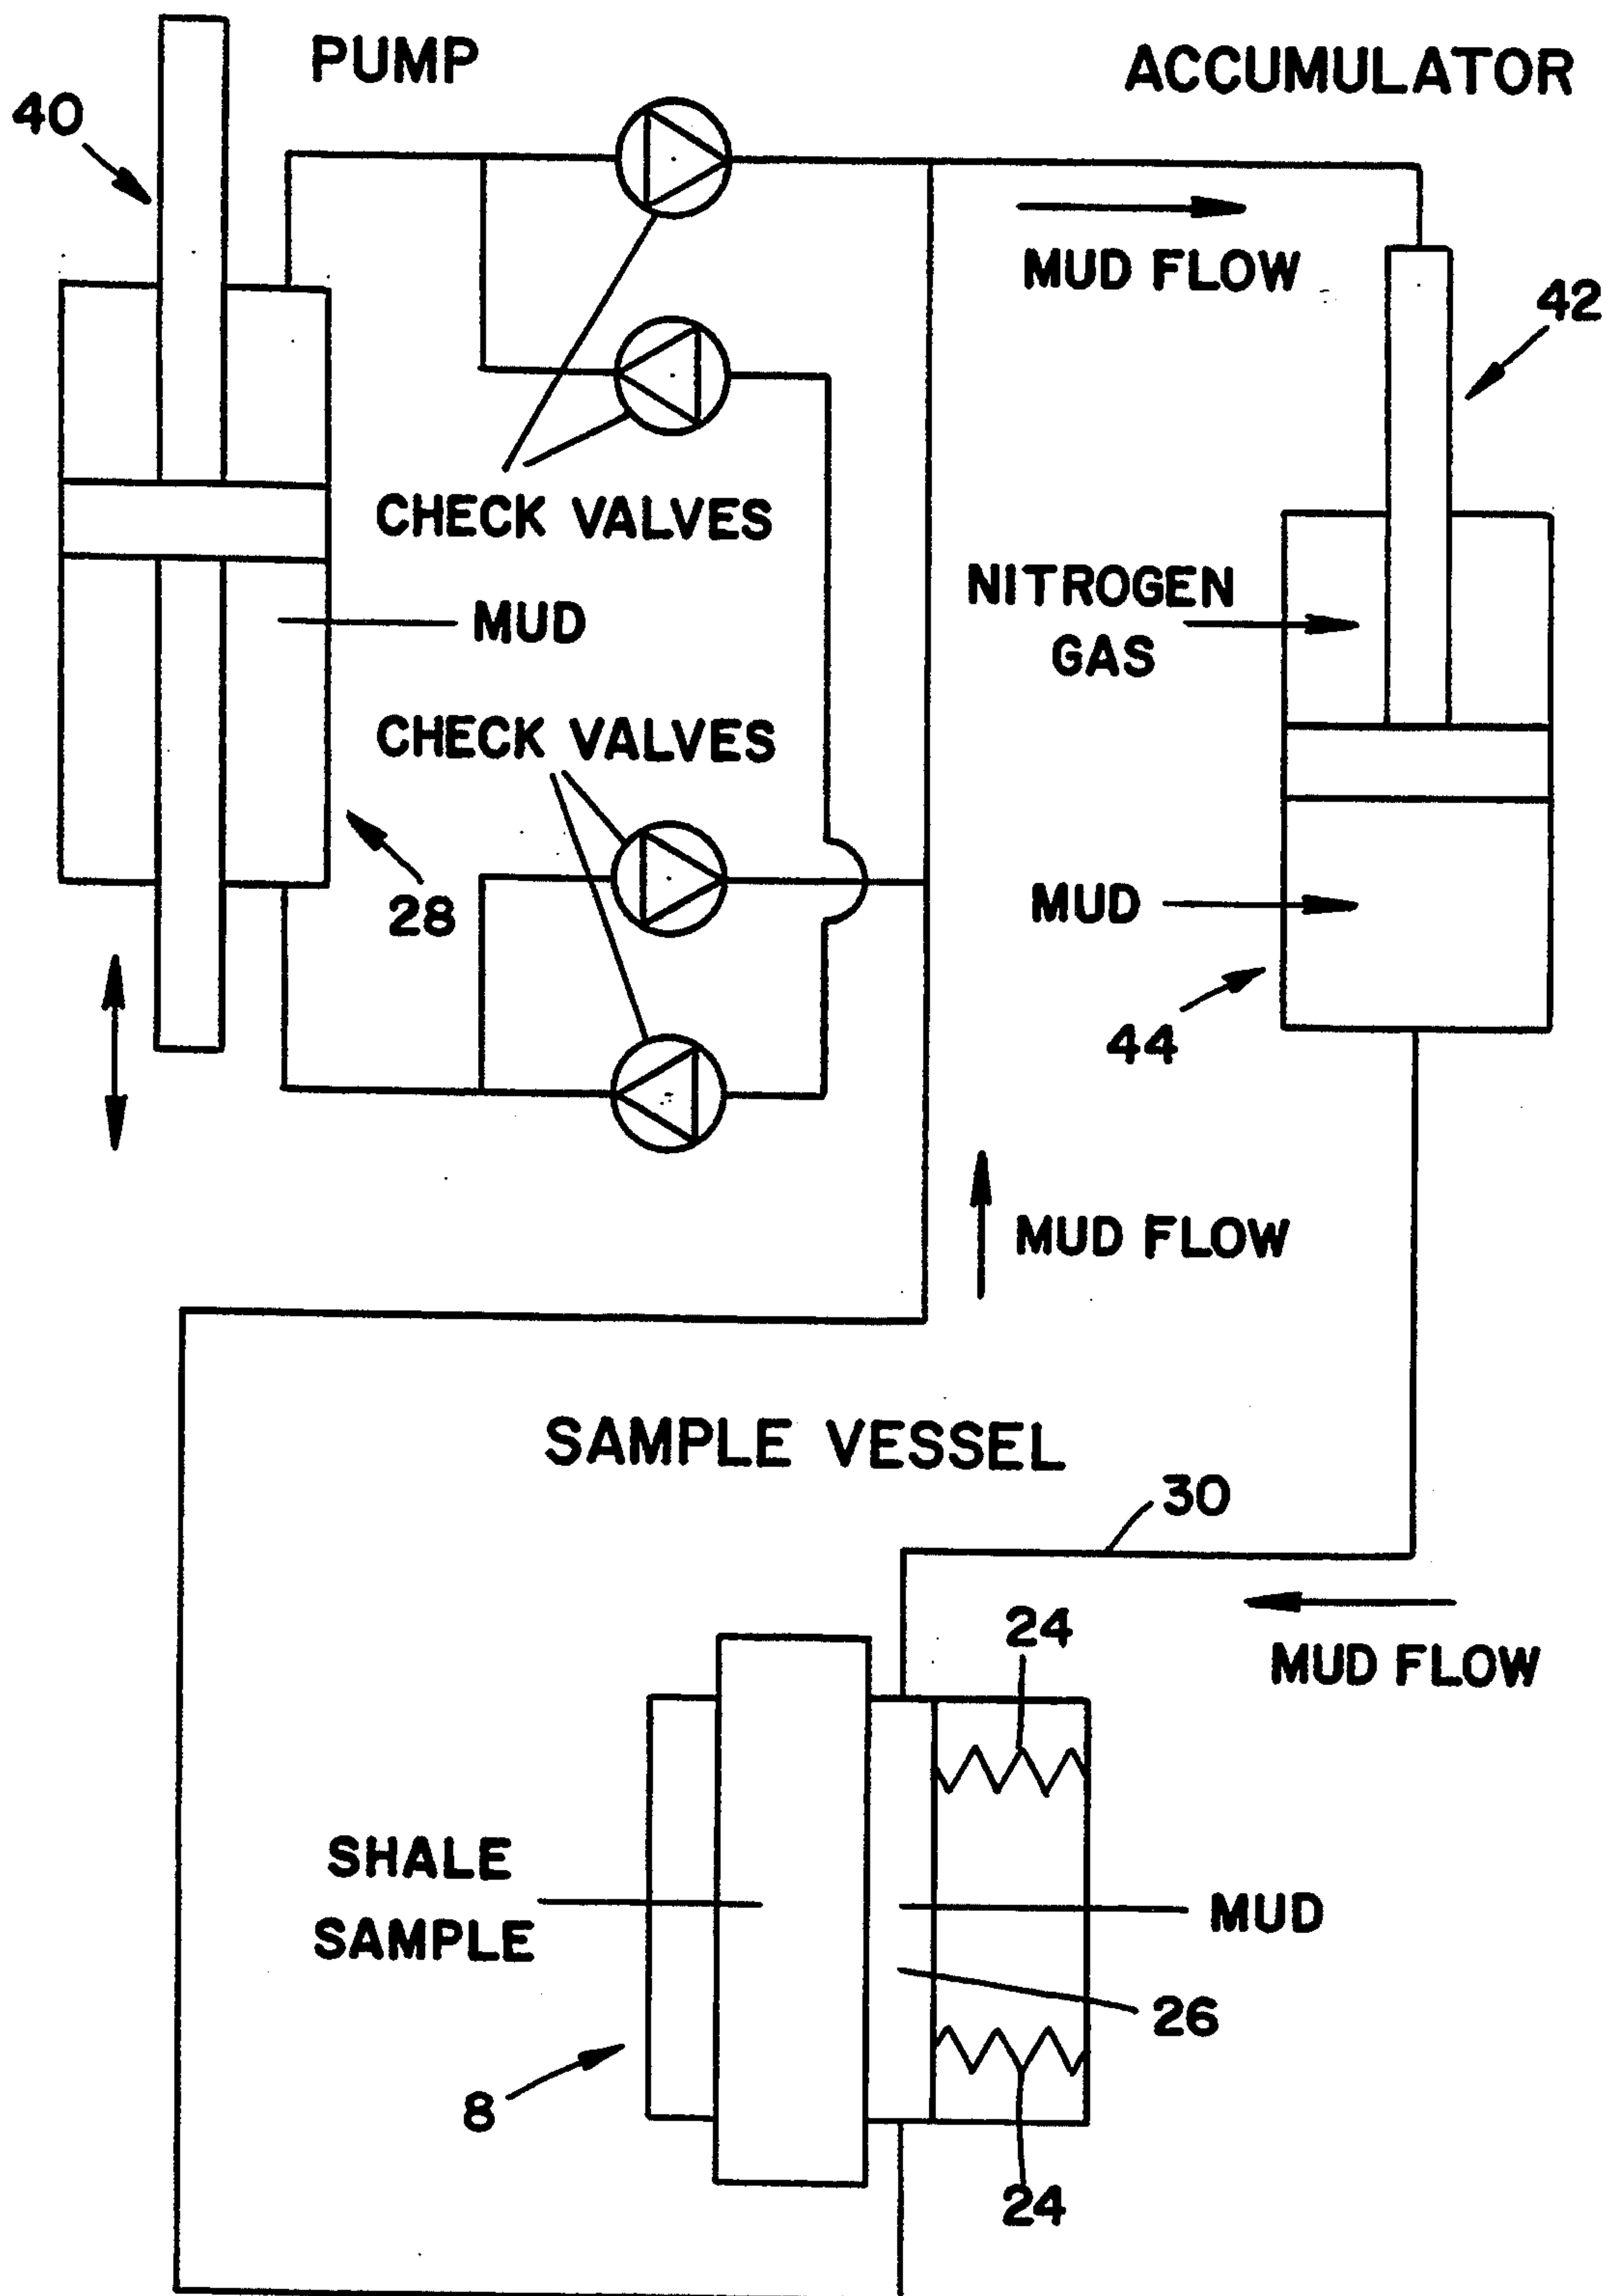 PUMP
ACCUMULATOR
40
MUD FLOW
42
CHECK VALVES
NITROGEN
GAS
MUD
CHECK VALVES
28
MUD
44
MUD FLOW
SAMPLE VESSEL
30
24
MUD FLOW
SHALE
SAMPLE
MUD
26
8
24